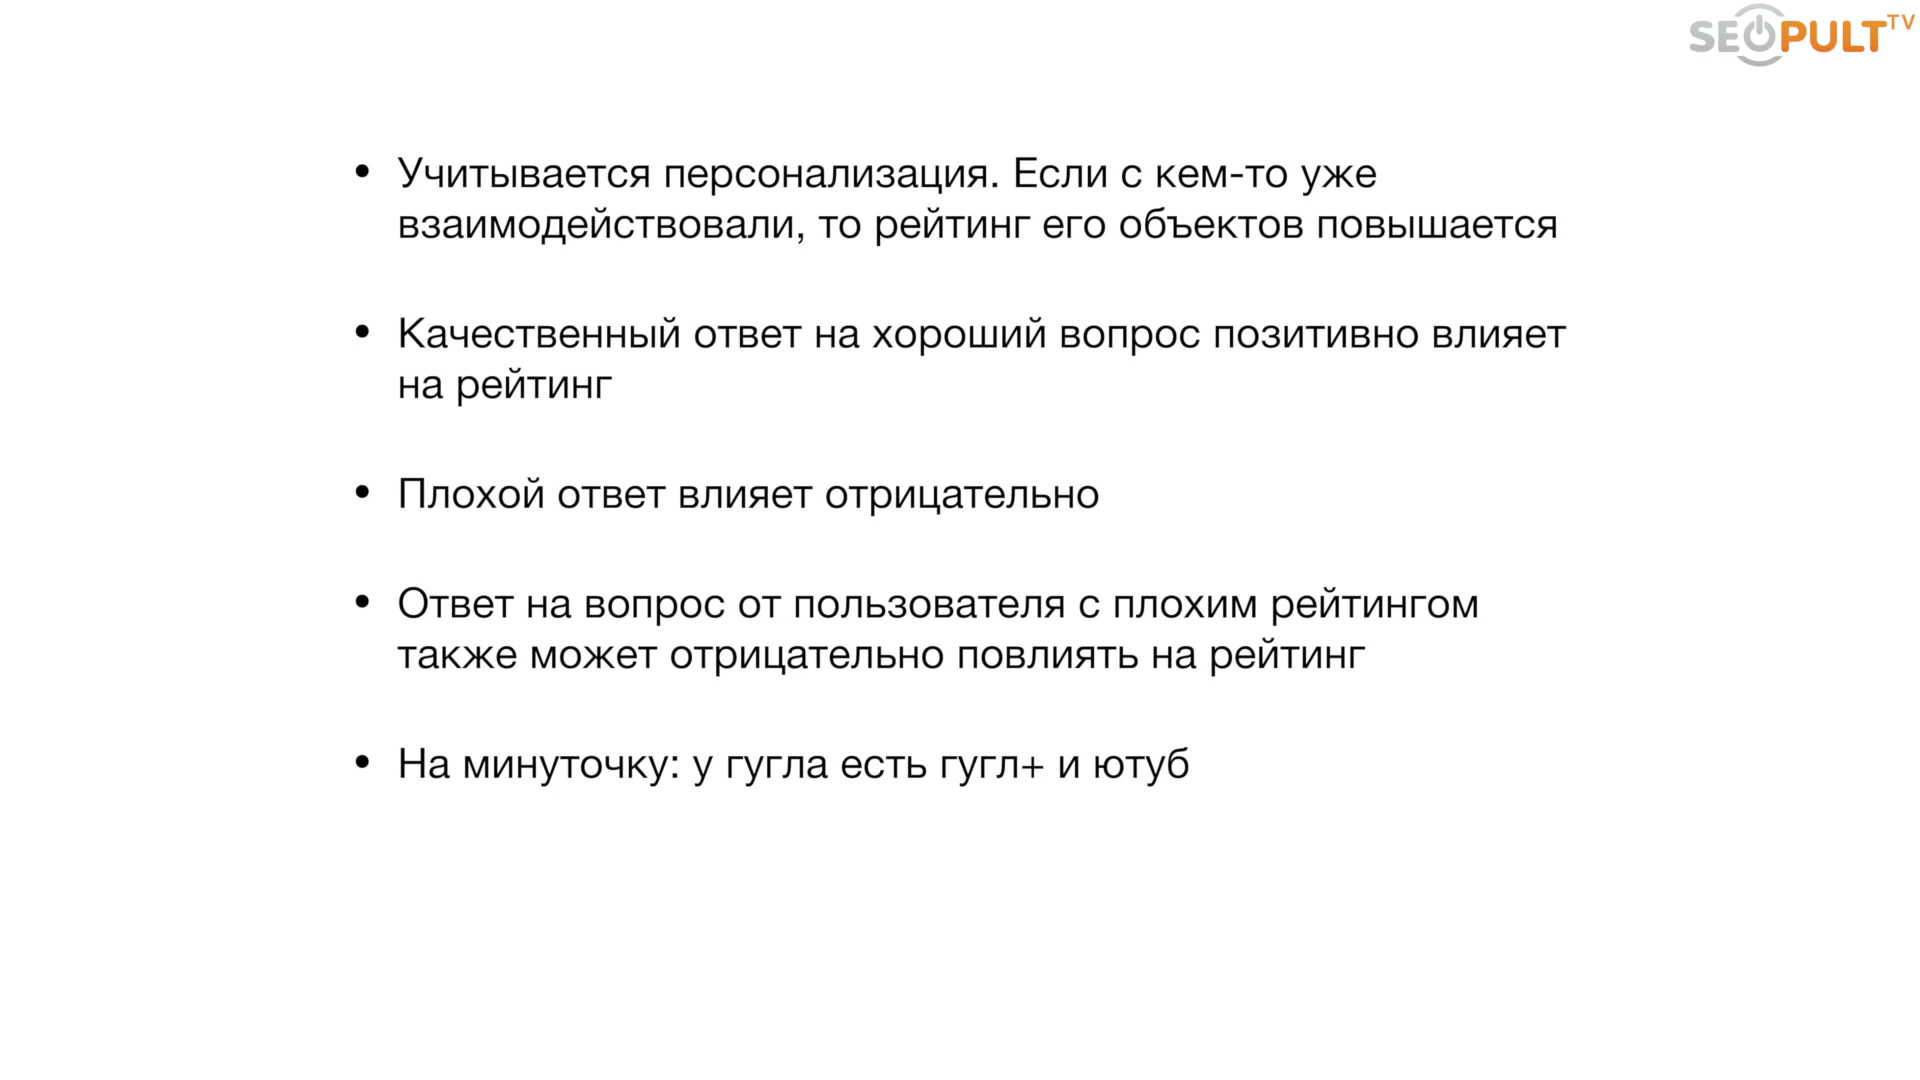 SEOPULT TV
• Учитывается персонализация. Если с кем-то уже
взаимодействовали, то рейтинг его объектов повышается
• Качественный ответ на хороший вопрос позитивно влияет
на рейтинг
• Плохой ответ влияет отрицательно
• Ответ на вопрос от пользователя с плохим рейтингом
также может отрицательно повлиять на рейтинг
• На минуточку: у гугла есть гугл+ и ютуб